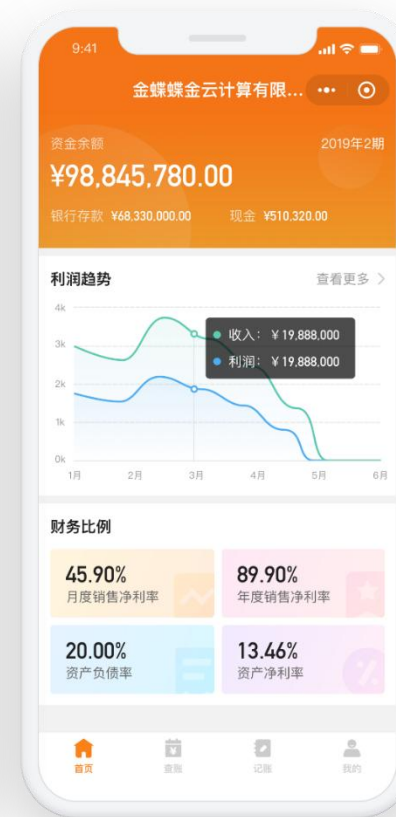 9:41
金蝶蝶金云计算有限...
资金余额 2019年2期
¥98,845,780.00
银行存款 ¥68,330,000.00 现金 ¥510,320.00
利润趋势 查看更多
4k
收入: ¥19,888,000
3k
利润: ¥19,888,000
2k
1k
0k
1月 2月 3月 4月 5月 6月
财务比例
45.90% 89.90%
月度销售净利率 年度销售净利率
20.00% 13.46%
资产负债率 资产净利率
首页 查账 记账 我的